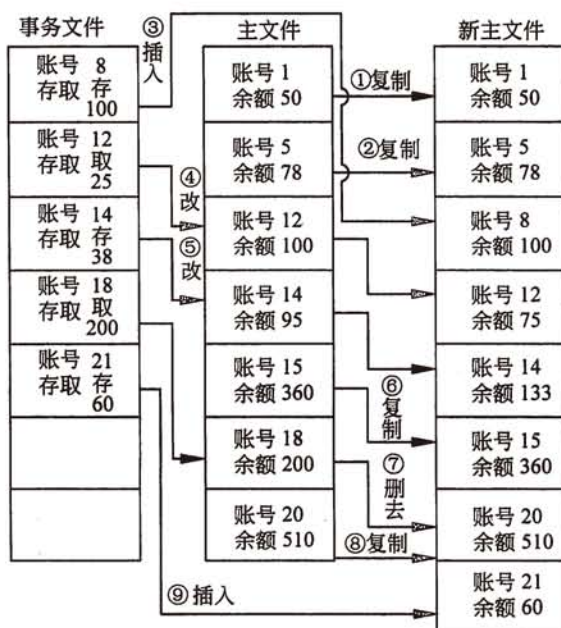 事务文件
账号 8
存取 存
100
账号 12
存取 取
25
账号 14
存取 存
38
账号 18
存取 取
200
账号 21
存取 存
60
③
插入
④
改
⑤
改
主文件
账号 1
余额 50
账号 5
余额 78
账号 12
余额 100
账号 14
余额 95
账号 15
余额 360
账号 18
余额 200
账号 20
余额 510
①复制
②复制
⑥
复制
⑦
删去
⑧复制
⑨插入
新主文件
账号 1
余额 50
账号 5
余额 78
账号 8
余额 100
账号 12
余额 75
账号 14
余额 133
账号 15
余额 360
账号 20
余额 510
账号 21
余额 60